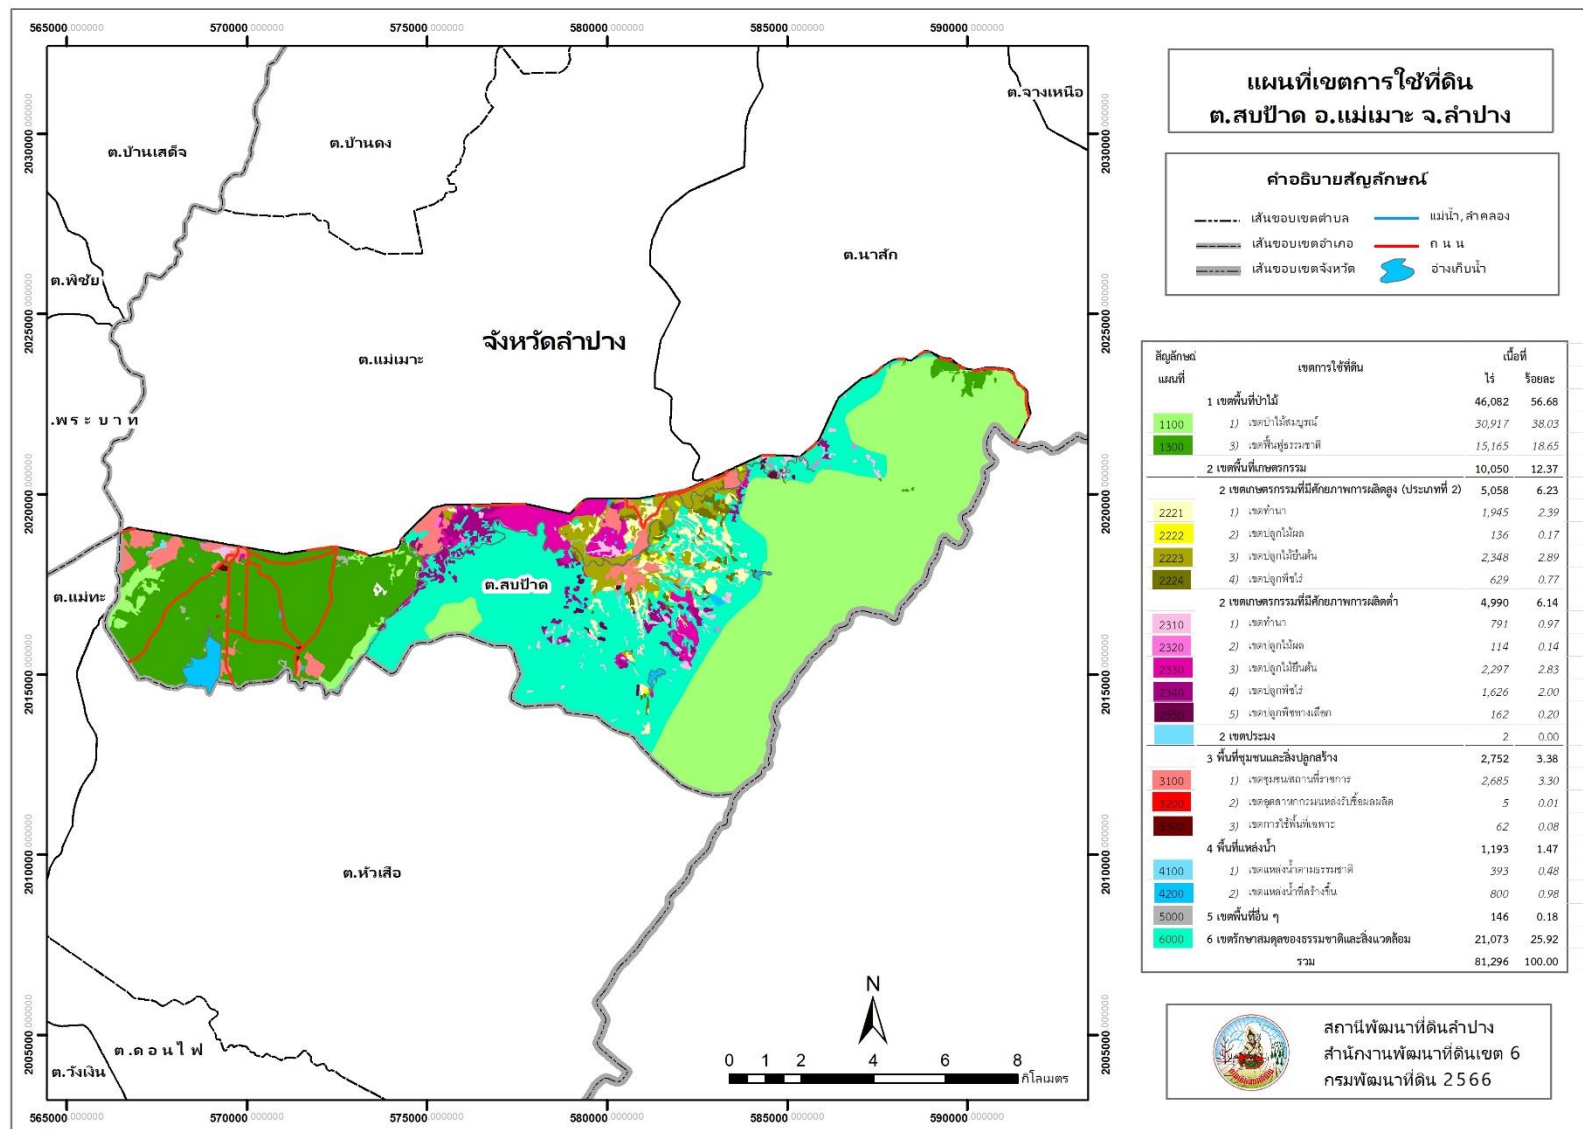 565000.000000 570000.000000 575000.000000 580000.000000 585000.000000 590000.000000
แผนที่เขตการใช้ที่ดิน
ต.สบป้าด อ.แม่เมาะ จ.ลำปาง
คำอธิบายสัญลักษณ์
เส้นขอบเขตตำบล แม่น้ำ,ลำคลอง
เส้นขอบเขตอำเภอ ถ น น
เส้นขอบเขตจังหวัด อ่างเก็บน้ำ
ต.จางเหนือ
ต.บ้านดง
ต.บ้านเสด็จ
ต.นาสัก
ต.พิชัย
จังหวัดลำปาง
ต.แม่เมาะ
.พ ร ะ บ า ท
ต.สบป้าด
ต.แม่ทะ
ต.หัวเสือ
ต.ด อ น ไ ฟ
ต.วังเงิน
2030000.000000
2025000.000000
2020000.000000
2015000.000000
2010000.000000
2005000.000000
2030000.000000
2025000.000000
2020000.000000
2015000.000000
2010000.000000
2005000.000000
N
0 1 2 4 6 8
กิโลเมตร
565000.000000 570000.000000 575000.000000 580000.000000 585000.000000 590000.000000
สัญลักษณ์ เขตการใช้ที่ดิน เนื้อที่
แผนที่ ไร่ ร้อยละ
1 เขตพื้นที่ป่าไม้ 46,082 56.68
1100 1) เขตป่าไม้สมบูรณ์ 30,917 38.03
1300 3) เขตฟื้นฟูธรรมชาติ 15,165 18.65
2 เขตพื้นที่เกษตรกรรม 10,050 12.37
2 เขตเกษตรกรรมที่มีศักยภาพการผลิตสูง (ประเภทที่ 2) 5,058 6.23
2221 1) เขตทำนา 1,945 2.39
2222 2) เขตปลูกไม้ผล 136 0.17
2223 3) เขตปลูกไม้ยืนต้น 2,348 2.89
2224 4) เขตปลูกพืชไร่ 629 0.77
2 เขตเกษตรกรรมที่มีศักยภาพการผลิตต่ำ 4,990 6.14
2310 1) เขตทำนา 791 0.97
2320 2) เขตปลูกไม้ผล 114 0.14
2330 3) เขตปลูกไม้ยืนต้น 2,297 2.83
2340 4) เขตปลูกพืชไร่ 1,626 2.00
2350 5) เขตปลูกพืชทางเลือก 162 0.20
2 เขตประมง 2 0.00
3 พื้นที่ชุมชนและสิ่งปลูกสร้าง 2,752 3.38
3100 1) เขตชุมชน/สถานที่ราชการ 2,685 3.30
3200 2) เขตอุตสาหกรรม/แหล่งรับซื้อผลผลิต 5 0.01
3) เขตการใช้พื้นที่เฉพาะ 62 0.08
4 พื้นที่แหล่งน้ำ 1,193 1.47
4100 1) เขตแหล่งน้ำตามธรรมชาติ 393 0.48
4200 2) เขตแหล่งน้ำที่สร้างขึ้น 800 0.98
5000 5 เขตพื้นที่อื่น ๆ 146 0.18
6000 6 เขตรักษาสมดุลของธรรมชาติและสิ่งแวดล้อม 21,073 25.92
รวม 81,296 100.00
สถานีพัฒนาที่ดินลำปาง
สำนักงานพัฒนาที่ดินเขต 6
กรมพัฒนาที่ดิน 2566